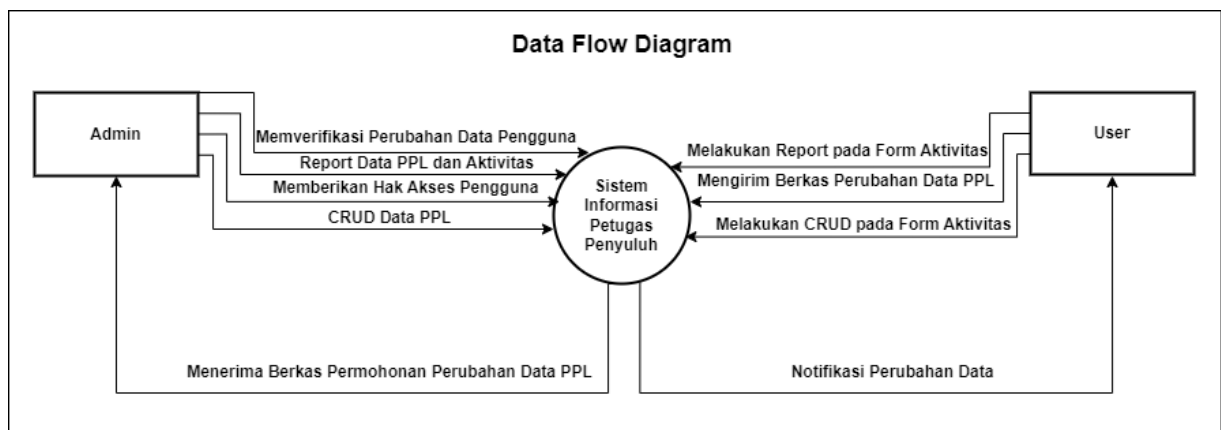 Data Flow Diagram
Admin
User
Memverifikasi Perubahan Data Pengguna
Report Data PPL dan Aktivitas
Memberikan Hak Akses Pengguna
CRUD Data PPL
Sistem
Informasi
Petugas
Penyuluh
Melakukan Report pada Form Aktivitas
Mengirim Berkas Perubahan Data PPL
Melakukan CRUD pada Form Aktivitas
Menerima Berkas Permohonan Perubahan Data PPL
Notifikasi Perubahan Data